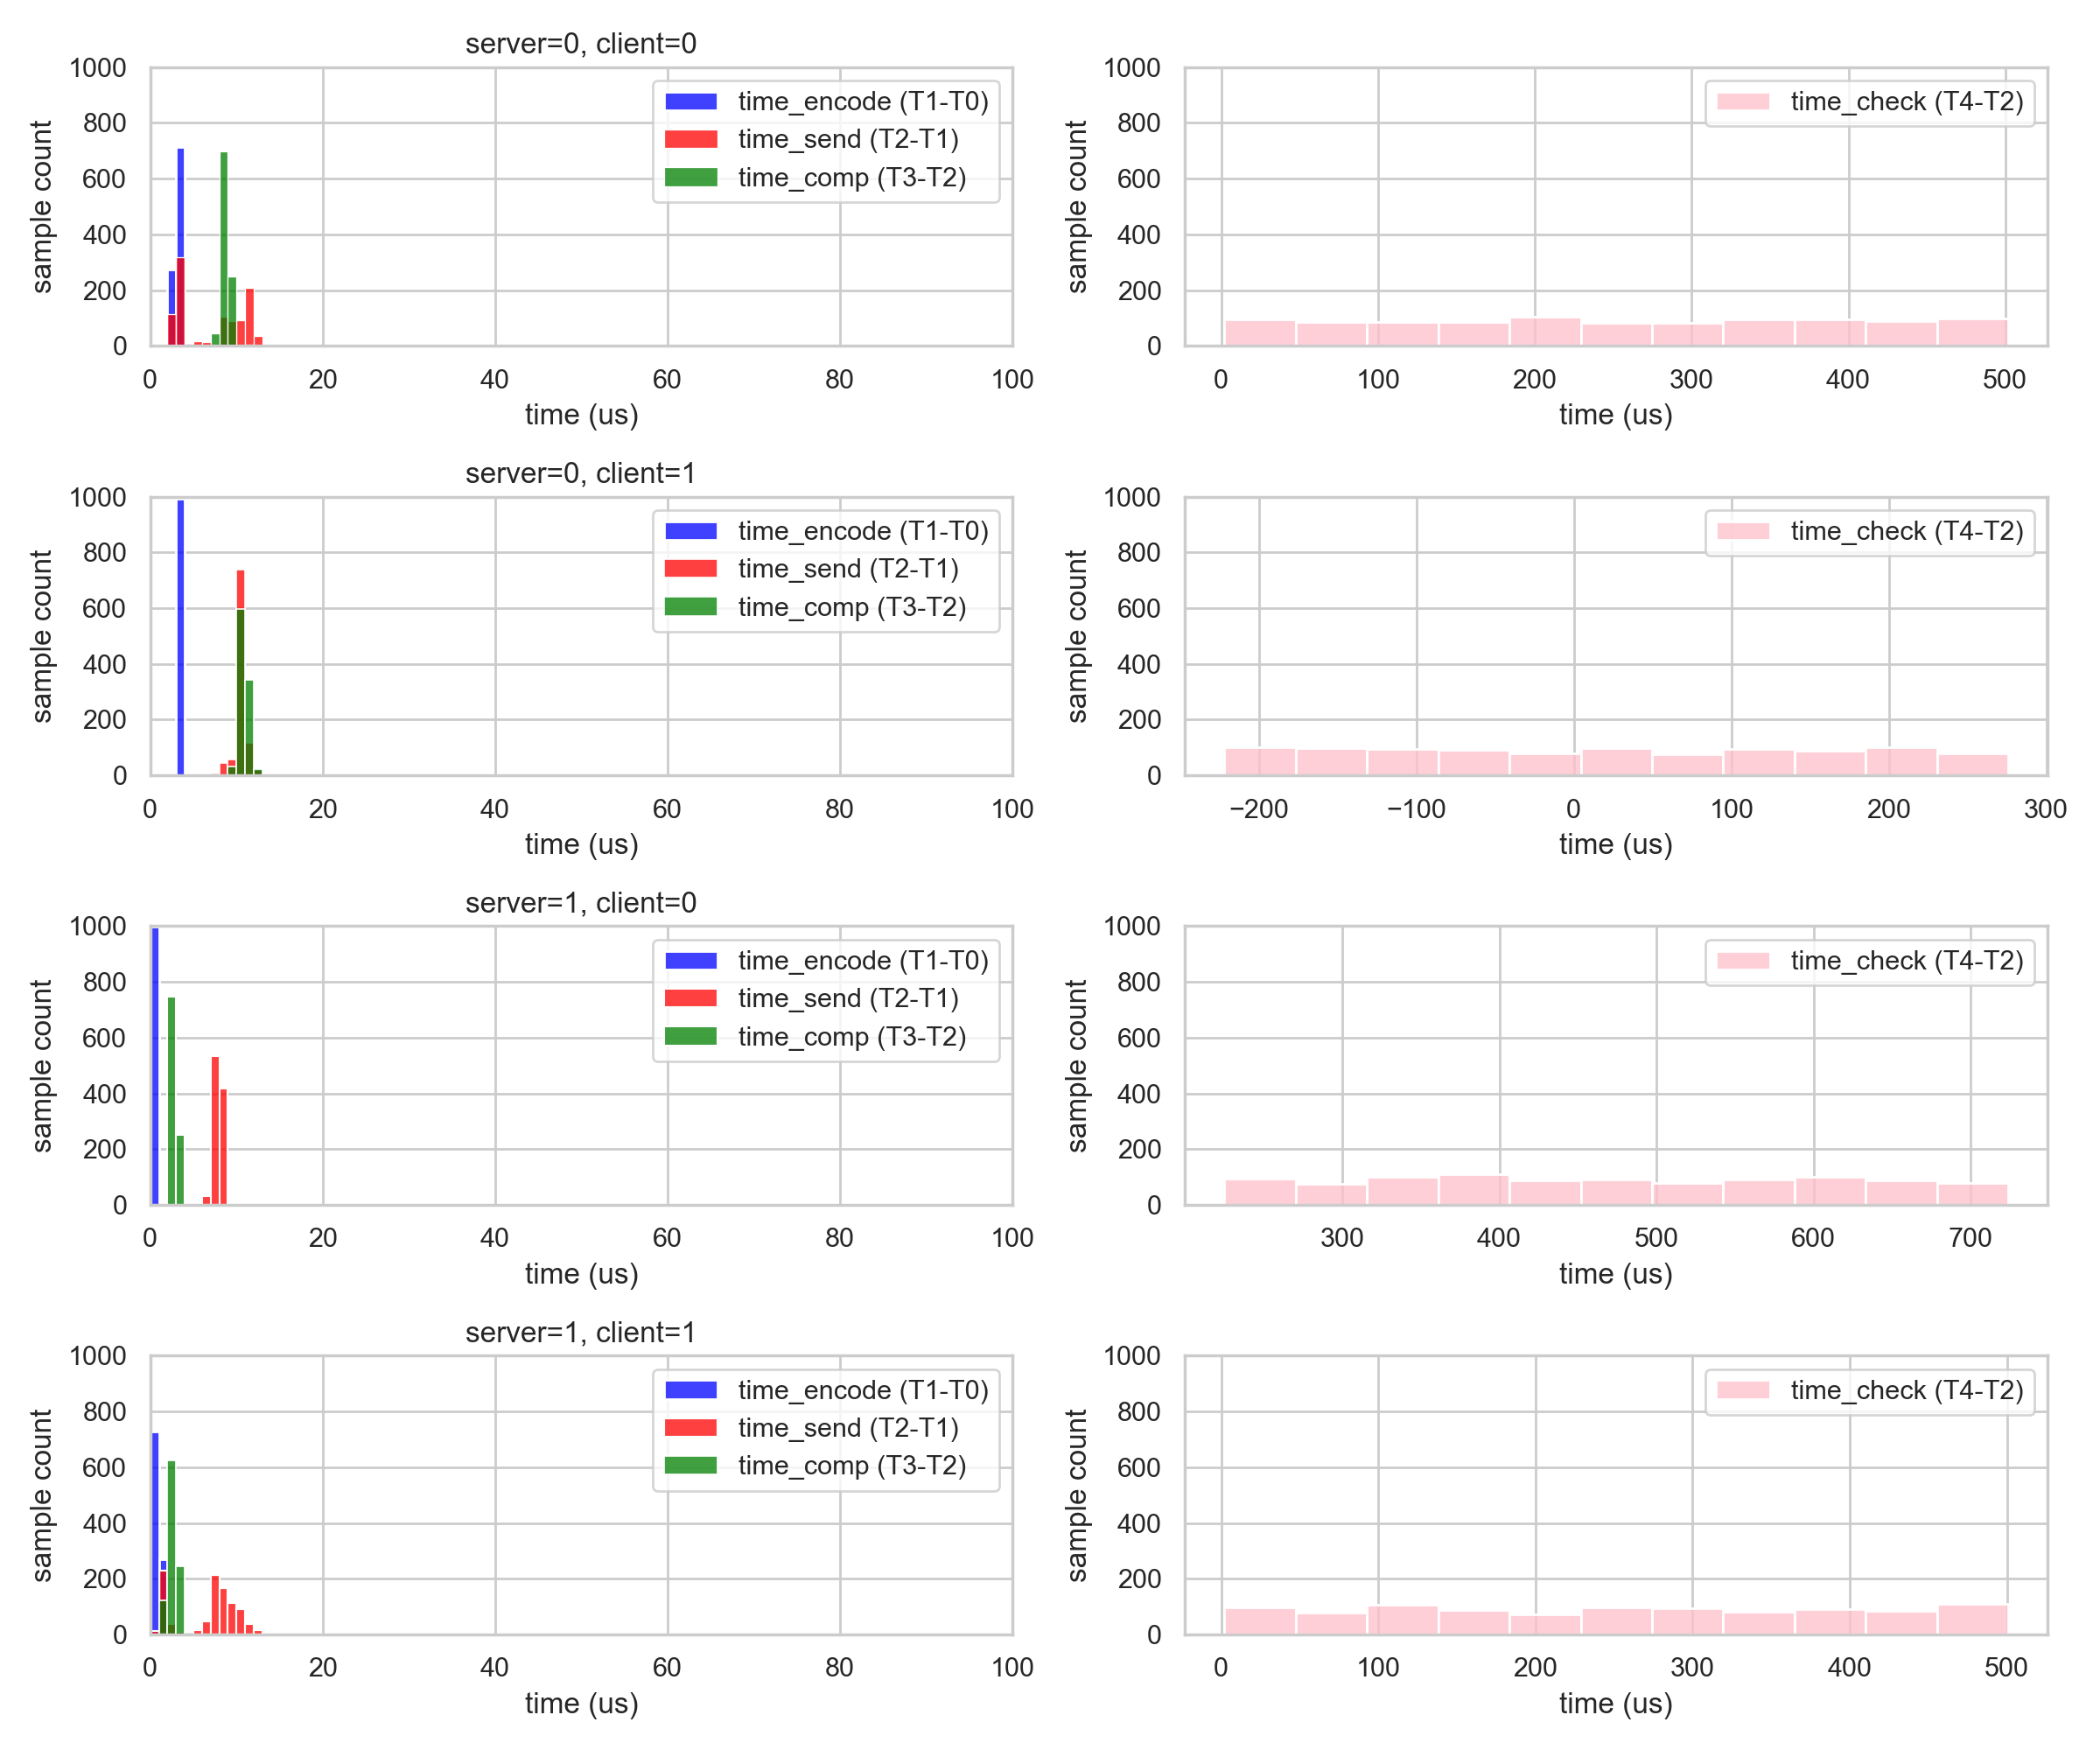 server=0, client=0
1000
800
600
400
200
0
sample count
time_encode (T1-T0)
time_send (T2-T1)
time_comp (T3-T2)
0 20 40 60 80 100
time (us)
1000
800
600
400
200
0
sample count
time_check (T4-T2)
0 100 200 300 400 500
time (us)
server=0, client=1
1000
800
600
400
200
0
sample count
time_encode (T1-T0)
time_send (T2-T1)
time_comp (T3-T2)
0 20 40 60 80 100
time (us)
1000
800
600
400
200
0
sample count
time_check (T4-T2)
−200 −100 0 100 200 300
time (us)
server=1, client=0
1000
800
600
400
200
0
sample count
time_encode (T1-T0)
time_send (T2-T1)
time_comp (T3-T2)
0 20 40 60 80 100
time (us)
1000
800
600
400
200
0
sample count
time_check (T4-T2)
300 400 500 600 700
time (us)
server=1, client=1
1000
800
600
400
200
0
sample count
time_encode (T1-T0)
time_send (T2-T1)
time_comp (T3-T2)
0 20 40 60 80 100
time (us)
1000
800
600
400
200
0
sample count
time_check (T4-T2)
0 100 200 300 400 500
time (us)